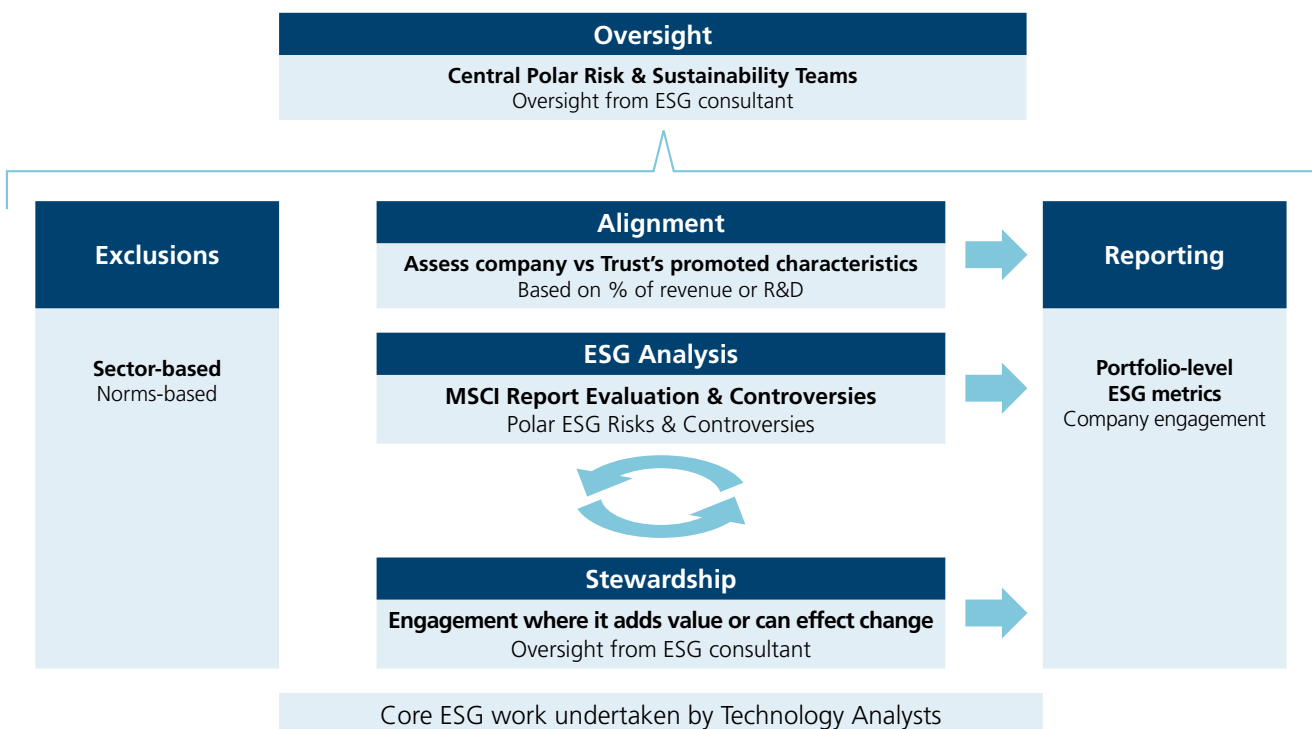 Oversight
Central Polar Risk & Sustainability Teams
Oversight from ESG consultant
Exclusions
Sector-based
Norms-based
Alignment
Assess company vs Trust's promoted characteristics
Based on % of revenue or R&D
ESG Analysis
MSCI Report Evaluation & Controversies
Polar ESG Risks & Controversies
Stewardship
Engagement where it adds value or can effect change
Oversight from ESG consultant
Reporting
Portfolio-level
ESG metrics
Company engagement
Core ESG work undertaken by Technology Analysts